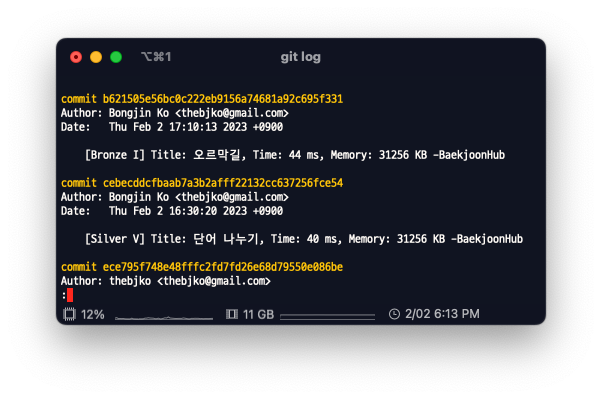 ⌥⌘1 git log
commit b621505e56bc0c222eb9156a74681a92c695f331
Author: Bongjin Ko <thebjko@gmail.com>
Date:   Thu Feb 2 17:10:13 2023 +0900
[Bronze I] Title: 오르막길, Time: 44 ms, Memory: 31256 KB -BaekjoonHub
commit cebecddcfbaab7a3b2afff22132cc637256fce54
Author: Bongjin Ko <thebjko@gmail.com>
Date:   Thu Feb 2 16:30:20 2023 +0900
[Silver V] Title: 단어 나누기, Time: 40 ms, Memory: 31256 KB -BaekjoonHub
commit ece795f748e48fffc2fd7fd26e68d79550e086be
Author: thebjko <thebjko@gmail.com>
:
12% 11 GB 2/02 6:13 PM